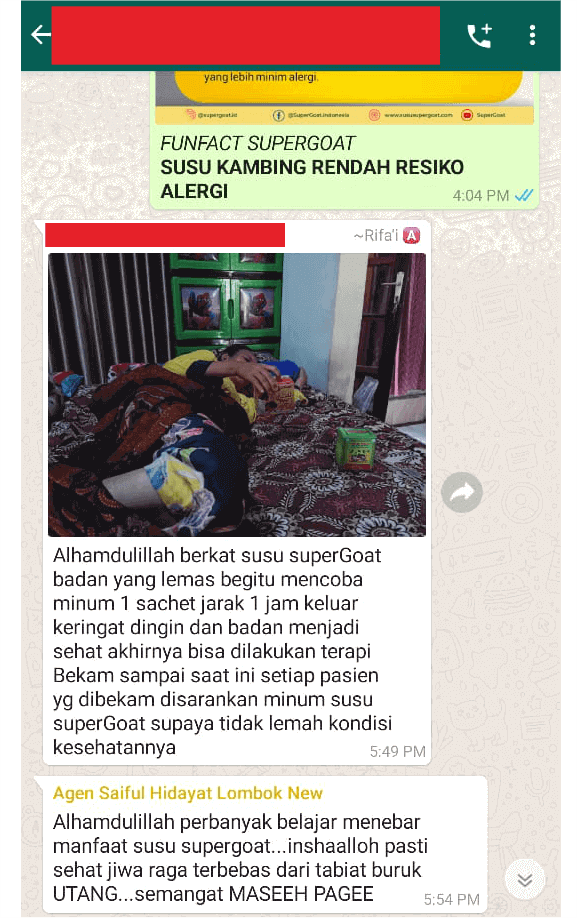 yang lebih minim alergi.
@supergoat.id @SuperGoat.indonesia www.sususupergoat.com SuperGoat
FUNFACT SUPERGOAT
SUSU KAMBING RENDAH RESIKO
ALERGI
4:04 PM
~Rifa'i A
Alhamdulillah berkat susu superGoat
badan yang lemas begitu mencoba
minum 1 sachet jarak 1 jam keluar
keringat dingin dan badan menjadi
sehat akhirnya bisa dilakukan terapi
Bekam sampai saat ini setiap pasien
yg dibekam disarankan minum susu
superGoat supaya tidak lemah kondisi
kesehatannya
5:49 PM
Agen Saiful Hidayat Lombok New
Alhamdulillah perbanyak belajar menebar
manfaat susu supergoat...inshaalloh pasti
sehat jiwa raga terbebas dari tabiat buruk
UTANG...semangat MASEEH PAGEE
5:54 PM